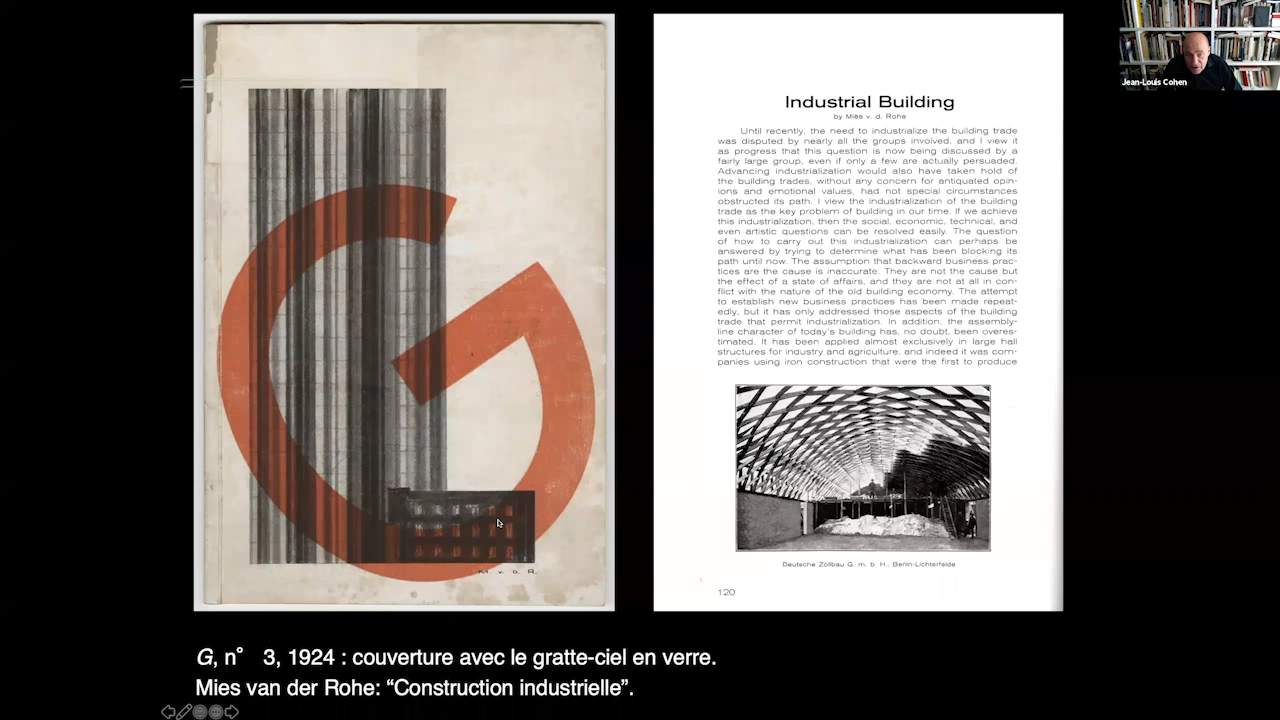 Jean-Louis Cohen
G
M. v. d. R.
Industrial Building
by Miës v. d. Rohe
Until recently, the need to industrialize the building trade
was disputed by nearly all the groups involved, and I view it
as progress that this question is now being discussed by a
fairly large group, even if only a few are actually persuaded.
Advancing industrialization would also have taken hold of
the building trades, without any concern for antiquated opin-
ions and emotional values, had not special circumstances
obstructed its path. I view the industrialization of the building
trade as the key problem of building in our time. If we achieve
this industrialization, then the social, economic, technical, and
even artistic questions can be resolved easily. The question
of how to carry out this industrialization can perhaps be
answered by trying to determine what has been blocking its
path until now. The assumption that backward business prac-
tices are the cause is inaccurate. They are not the cause but
the effect of a state of affairs, and they are not at all in con-
flict with the nature of the old building economy. The attempt
to establish new business practices has been made repeat-
edly, but it has only addressed those aspects of the building
trade that permit industrialization. In addition, the assembly-
line character of today's building has, no doubt, been overes-
timated. It has been applied almost exclusively in large hall
structures for industry and agriculture, and indeed it was com-
panies using iron construction that were the first to produce
Deutsche Zollbau G. m. b. H., Berlin-Lichterfelde
120
G, n° 3, 1924 : couverture avec le gratte-ciel en verre.
Mies van der Rohe: “Construction industrielle”.